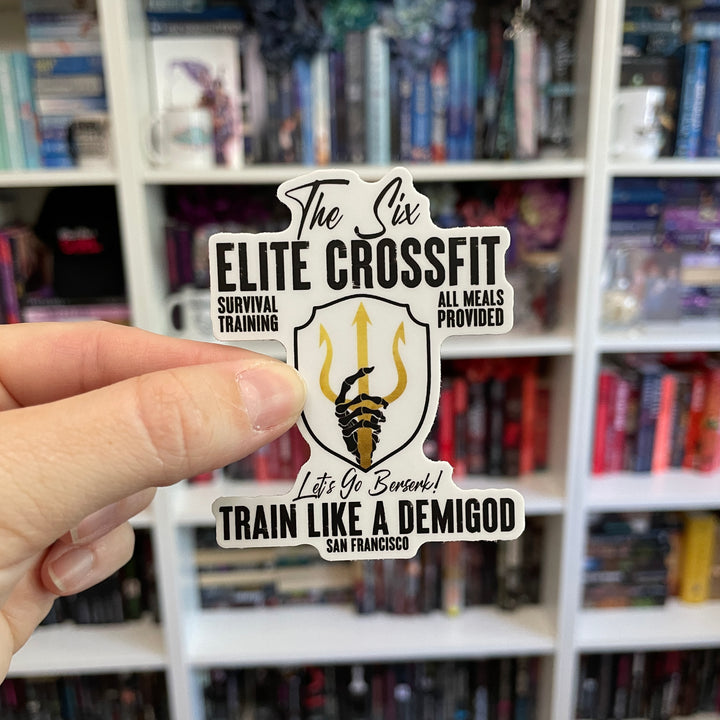 The Six
ELITE CROSSFIT
SURVIVAL
TRAINING
ALL MEALS
PROVIDED
Let's Go Berserk!
TRAIN LIKE A DEMIGOD
SAN FRANCISCO